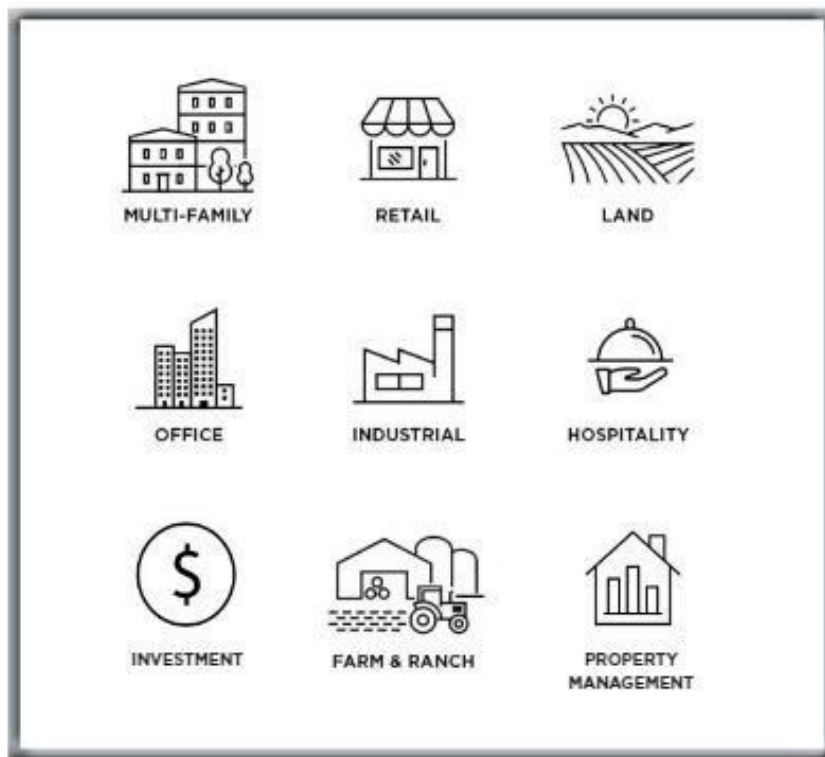 MULTI-FAMILY
RETAIL
LAND
OFFICE
INDUSTRIAL
HOSPITALITY
$
INVESTMENT
FARM & RANCH
PROPERTY
MANAGEMENT